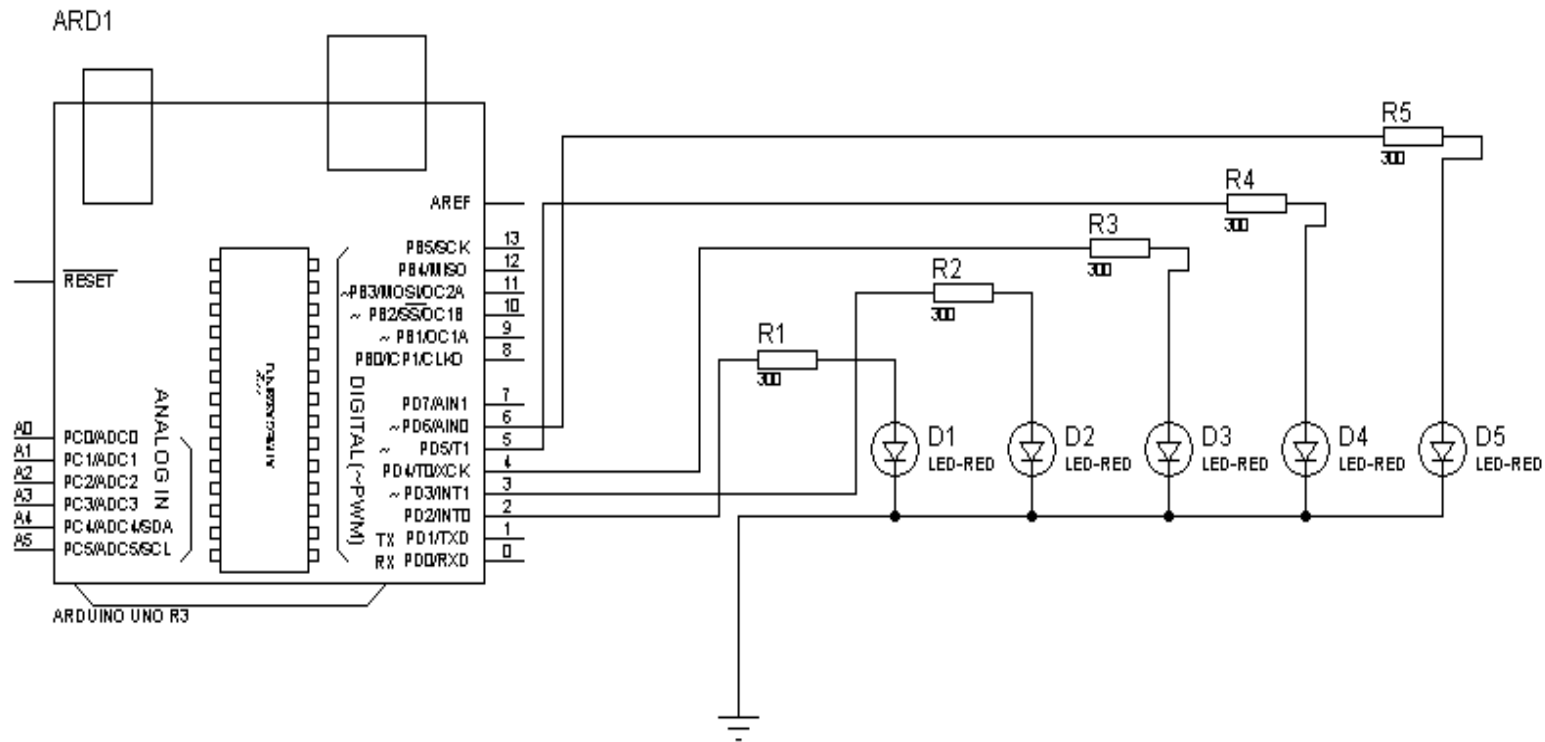 ARD1
R5
300
R4
300
AREF
R3
300
PB5/SCK 13
PB4/MISO 12
~PB3/MOSI/OC2A 11
~ PB2/SS/OC1B 10
~ PB1/OC1A 9
PB0/ICP1/CLKO 8
RESET
R2
300
R1
300
DIGITAL (~PWM)
ANALOG IN
PD7/AIN1 7
~PD6/AIN0 6
~ PD5/T1 5
PD4/T0/XCK 4
~PD3/INT1 3
PD2/INT0 2
TX PD1/TXD 1
RX PD0/RXD 0
A0 PC0/ADC0
A1 PC1/ADC1
A2 PC2/ADC2
A3 PC3/ADC3
A4 PC4/ADC4/SDA
A5 PC5/ADC5/SCL
D1
LED-RED
D2
LED-RED
D3
LED-RED
D4
LED-RED
D5
LED-RED
ARDUINO UNO R3